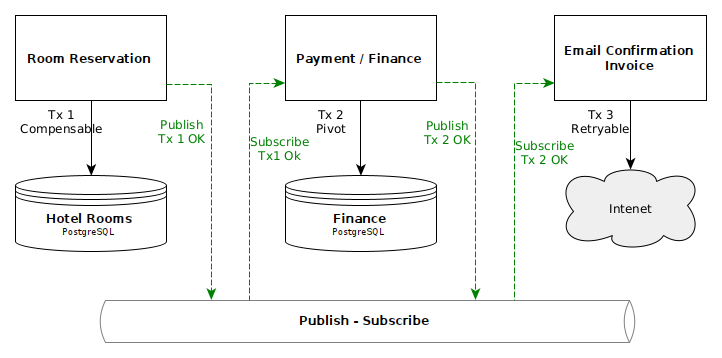 Room Reservation
Payment / Finance
Email Confirmation
Invoice
Tx 1
Compensable
Publish
Tx 1 OK
Subscribe
Tx1 Ok
Tx 2
Pivot
Publish
Tx 2 OK
Subscribe
Tx 2 OK
Tx 3
Retryable
Hotel Rooms
PostgreSQL
Finance
PostgreSQL
Intenet
Publish - Subscribe